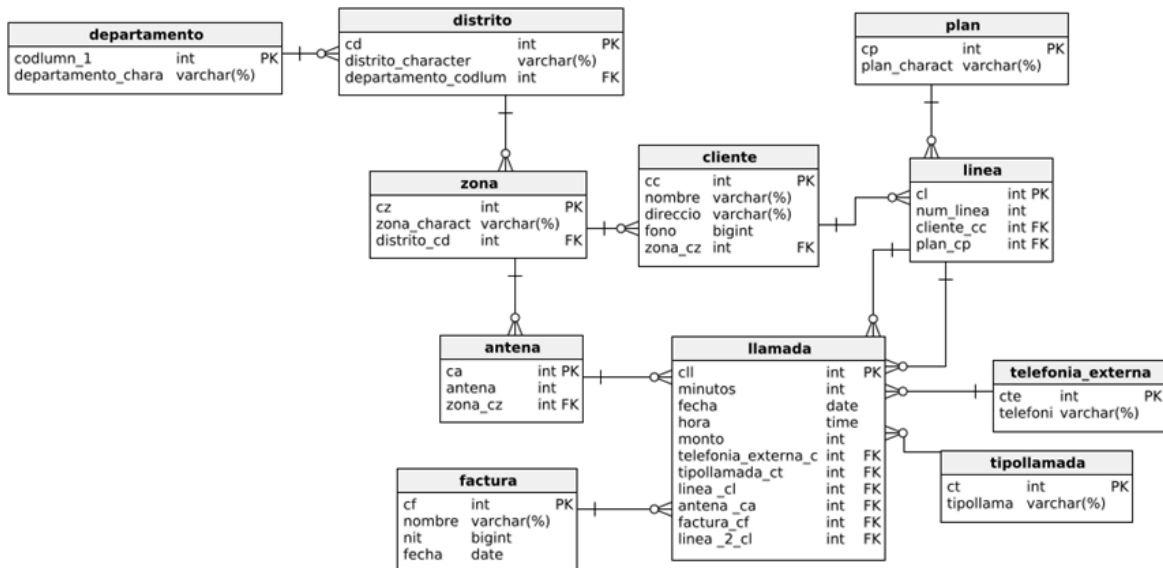 departamento
codlumn_1 int PK
departamento_chara varchar(%)
distrito
cd int PK
distrito_character varchar(%)
departamento_codlum int FK
plan
cp int PK
plan_charact varchar(%)
zona
cz int PK
zona_charact varchar(%)
distrito_cd int FK
cliente
cc int PK
nombre varchar(%)
direccio varchar(%)
fono bigint
zona_cz int FK
linea
cl int PK
num_linea int
cliente_cc int FK
plan_cp int FK
antena
ca int PK
antena int
zona_cz int FK
llamada
cll int PK
minutos int
fecha date
hora time
monto int
telefonia_externa_c int FK
tipollamada_ct int FK
linea _cl int FK
antena _ca int FK
factura_cf int FK
linea _2_cl int FK
telefonia_externa
cte int PK
telefoni varchar(%)
tipollamada
ct int PK
tipollama varchar(%)
factura
cf int PK
nombre varchar(%)
nit bigint
fecha date